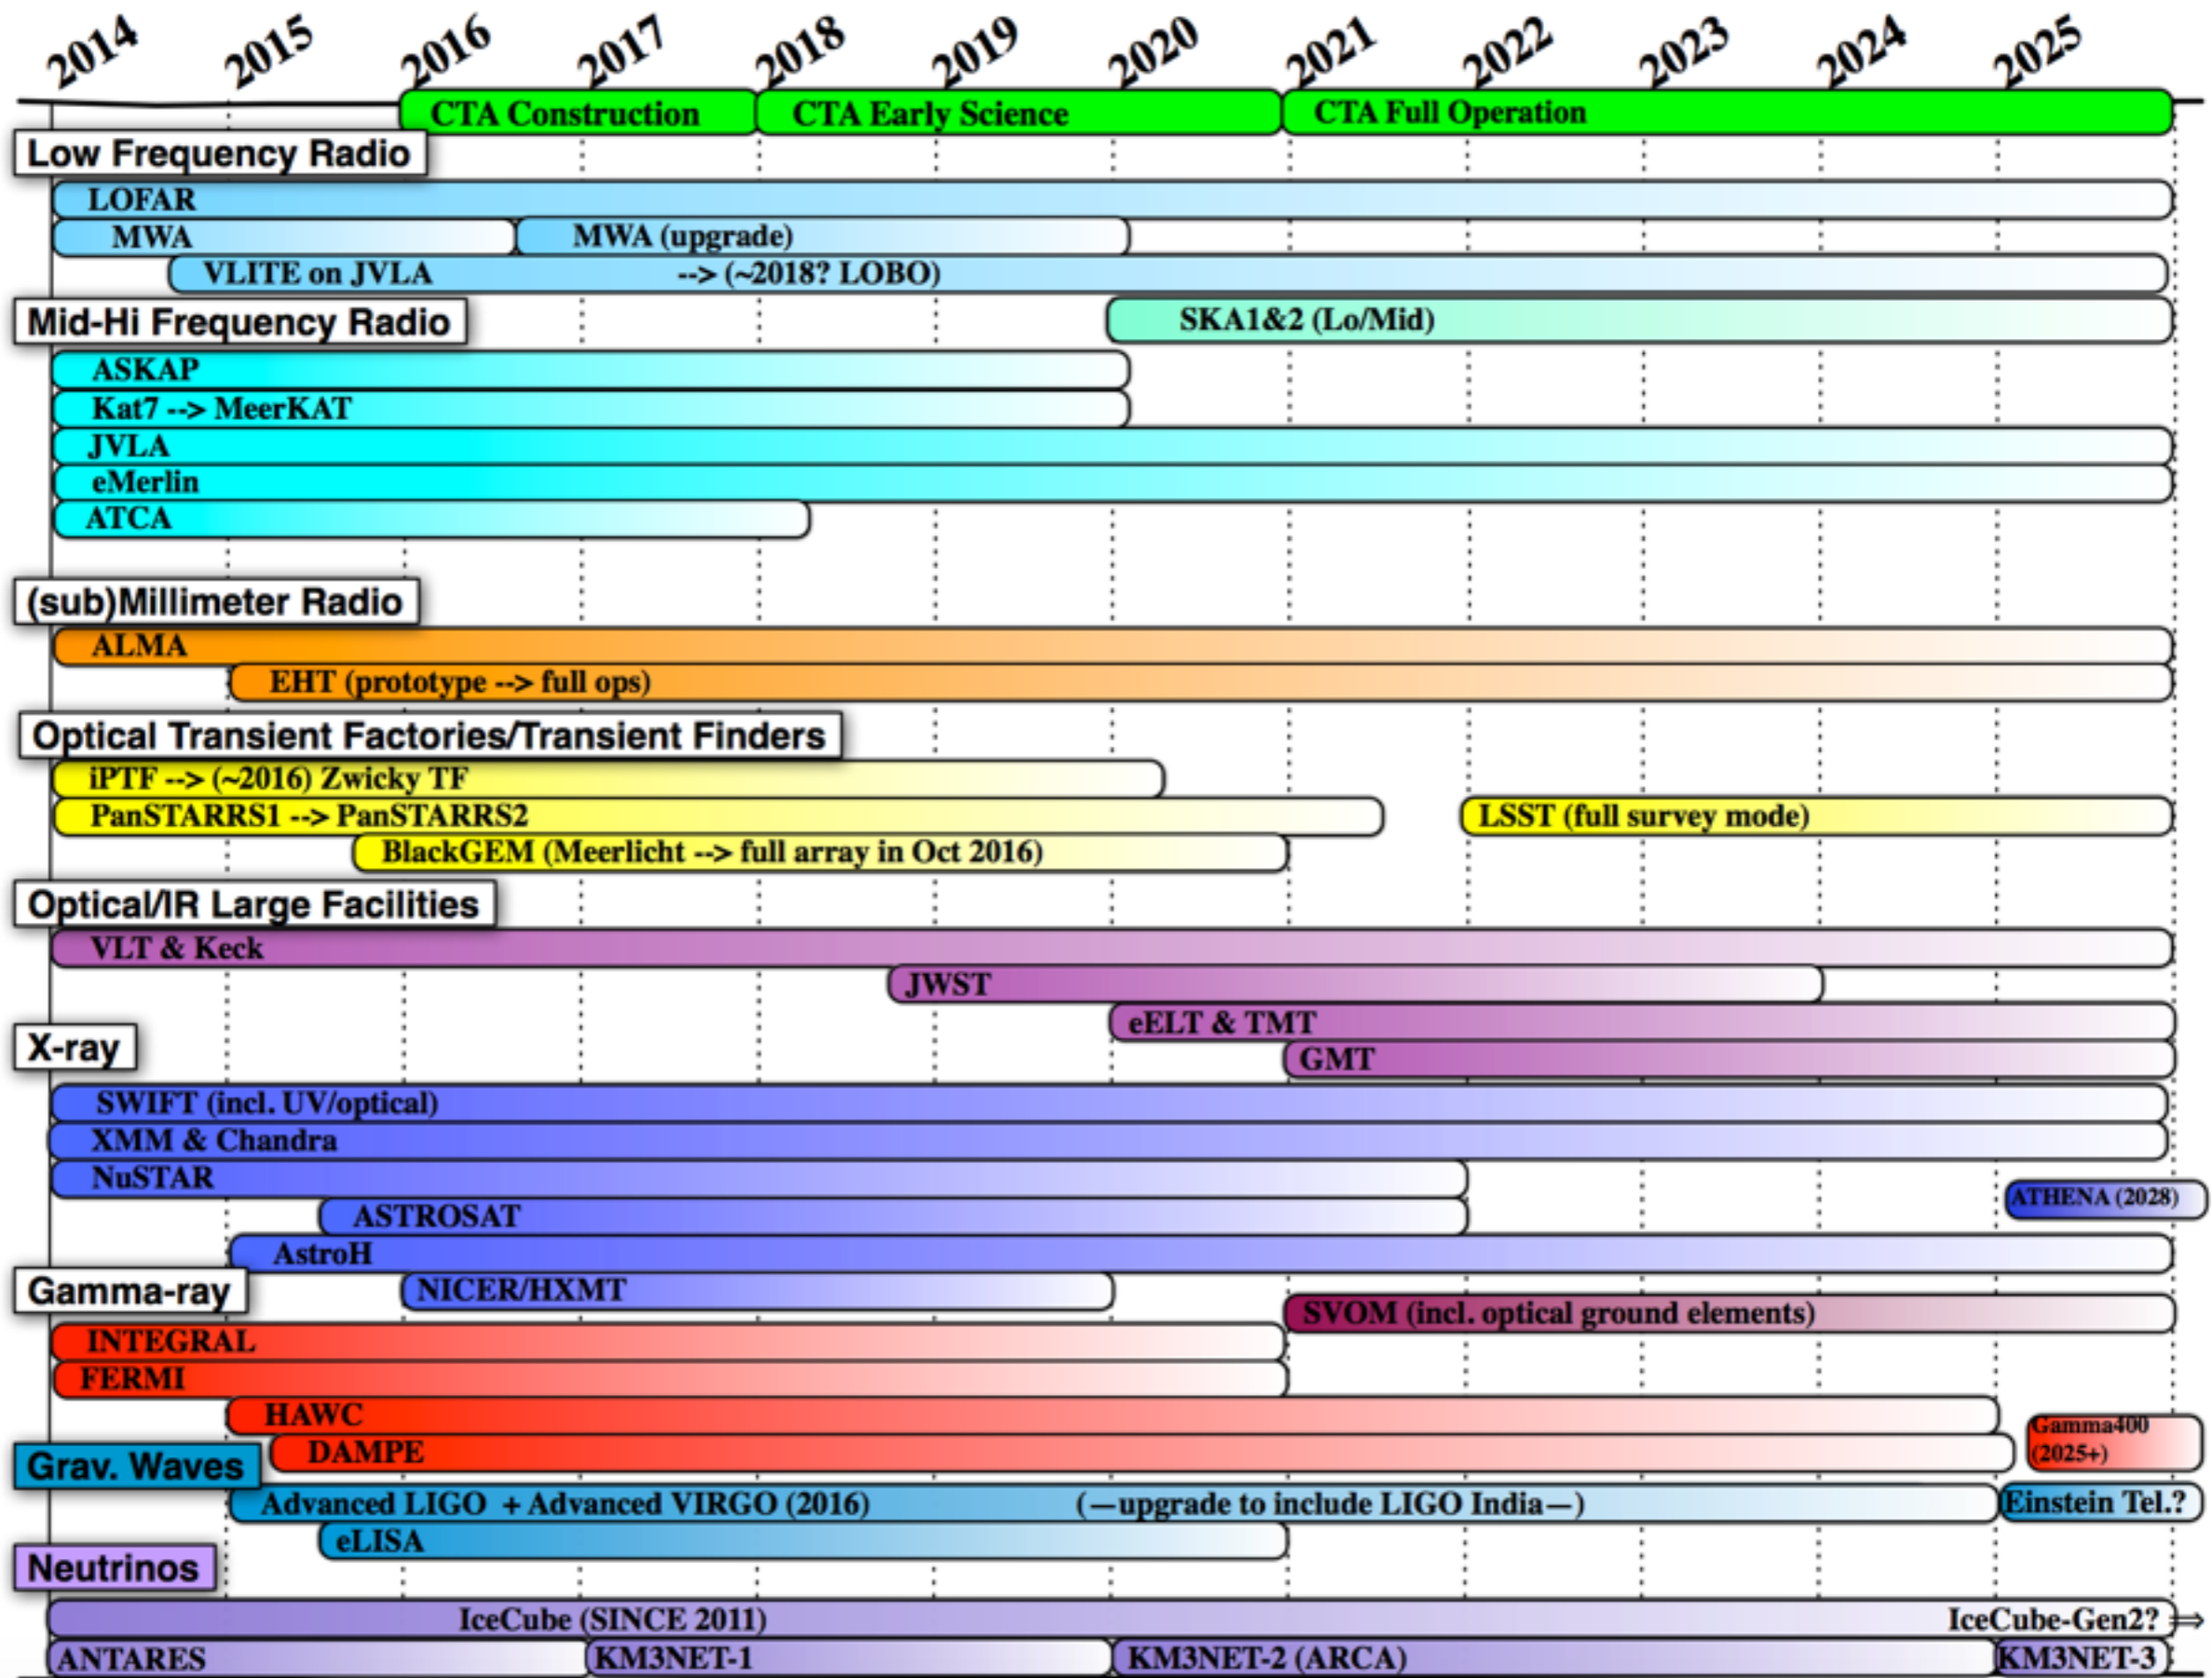 2014 2015 2016 2017 2018 2019 2020 2021 2022 2023 2024 2025
CTA Construction CTA Early Science CTA Full Operation
Low Frequency Radio
LOFAR
MWA MWA (upgrade)
VLITE on JVLA --> (~2018? LOBO)
Mid-Hi Frequency Radio SKA1&2 (Lo/Mid)
ASKAP
Kat7 --> MeerKAT
JVLA
eMerlin
ATCA
(sub)Millimeter Radio
ALMA
EHT (prototype --> full ops)
Optical Transient Factories/Transient Finders
iPTF --> (~2016) Zwicky TF
PanSTARRS1 --> PanSTARRS2 LSST (full survey mode)
BlackGEM (Meerlicht --> full array in Oct 2016)
Optical/IR Large Facilities
VLT & Keck
JWST
eELT & TMT
X-ray
GMT
SWIFT (incl. UV/optical)
XMM & Chandra
NuSTAR
ATHENA (2028)
ASTROSAT
AstroH
Gamma-ray NICER/HXMT
SVOM (incl. optical ground elements)
INTEGRAL
FERMI
HAWC
Gamma400
(2025+)
DAMPE
Grav. Waves
Advanced LIGO + Advanced VIRGO (2016) (—upgrade to include LIGO India—) Einstein Tel.?
eLISA
Neutrinos
IceCube (SINCE 2011) IceCube-Gen2? ⇒
ANTARES KM3NET-1 KM3NET-2 (ARCA) KM3NET-3